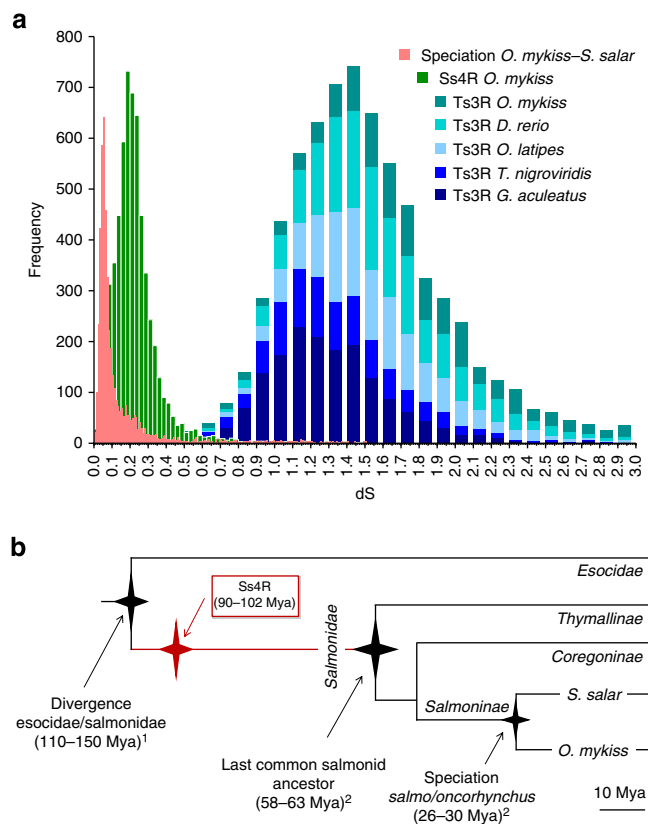 a
800
700
600
500
400
300
200
100
0
Frequency
Speciation O. mykiss–S. salar
Ss4R O. mykiss
Ts3R O. mykiss
Ts3R D. rerio
Ts3R O. latipes
Ts3R T. nigroviridis
Ts3R G. aculeatus
0.0 0.1 0.2 0.3 0.4 0.5 0.6 0.7 0.8 0.9 1.0 1.1 1.2 1.3 1.4 1.5 1.6 1.7 1.8 1.9 2.0 2.1 2.2 2.3 2.4 2.5 2.6 2.7 2.8 2.9 3.0
dS
b
Ss4R
(90–102 Mya)
Esocidae
Salmonidae
Thymallinae
Coregoninae
Salmoninae
S. salar
O. mykiss
Divergence
esocidae/salmonidae
(110–150 Mya)1
Last common salmonid
ancestor
(58–63 Mya)2
Speciation
salmo/oncorhynchus
(26–30 Mya)2
10 Mya